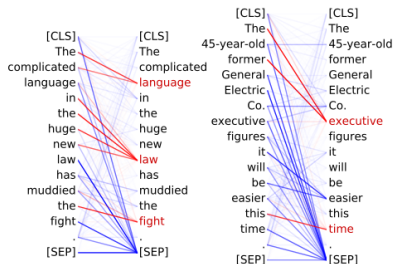 [CLS] [CLS]
The The
complicated complicated
language language
in in
the the
huge huge
new new
law law
has has
muddied muddied
the the
fight fight
. .
[SEP] [SEP]
[CLS] [CLS]
The The
45-year-old 45-year-old
former former
General General
Electric Electric
Co. Co.
executive executive
figures figures
it it
will will
be be
easier easier
this this
time time
. .
[SEP] [SEP]